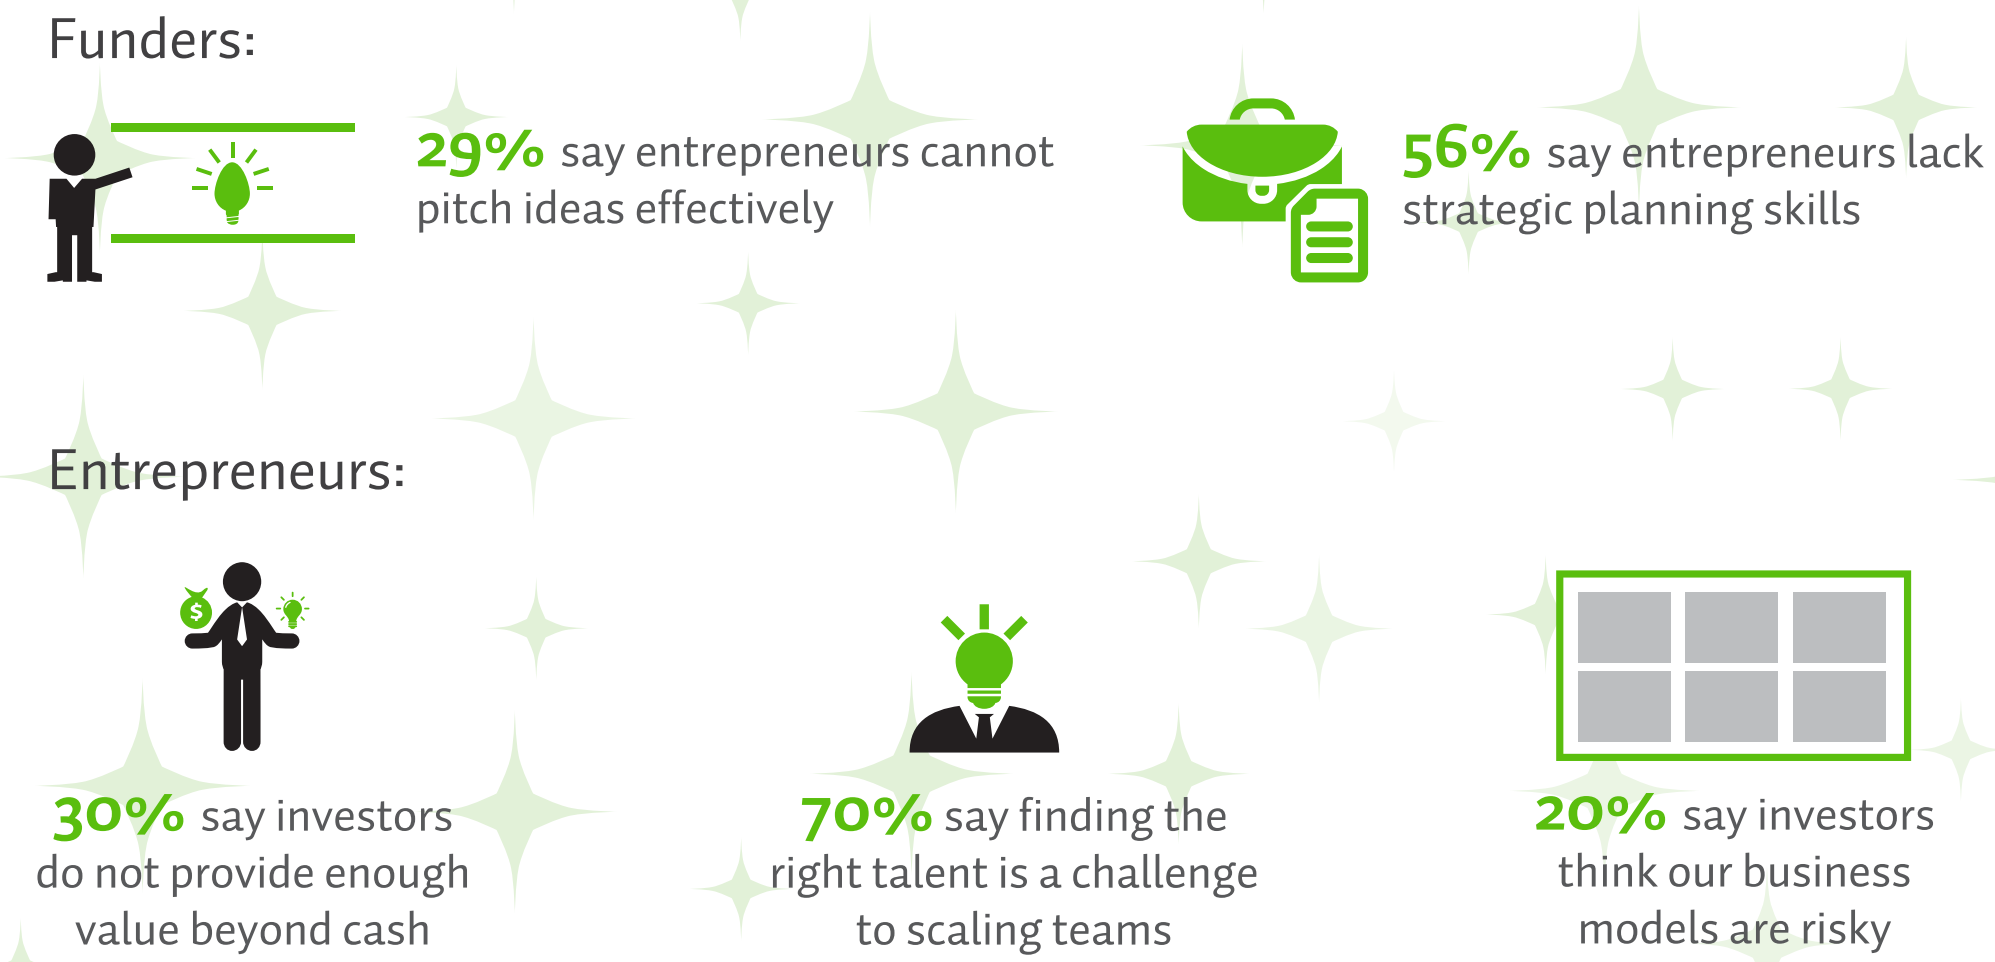 Funders:
29% say entrepreneurs cannot
pitch ideas effectively
56% say entrepreneurs lack
strategic planning skills
Entrepreneurs:
$
30% say investors
do not provide enough
value beyond cash
70% say finding the
right talent is a challenge
to scaling teams
20% say investors
think our business
models are risky